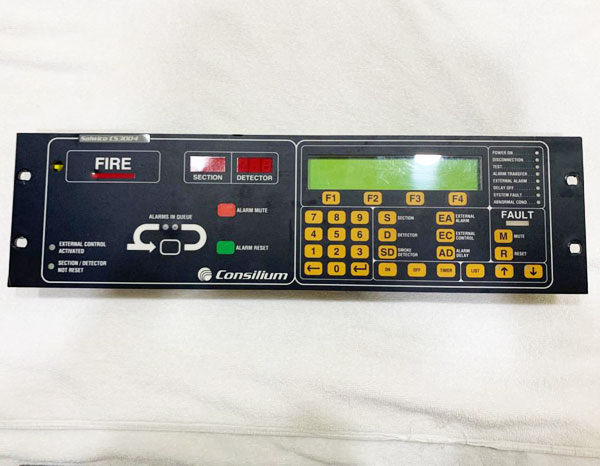 Salwico CS3004
FIRE
SECTION
DETECTOR
ALARM MUTE
ALARMS IN QUEUE
EXTERNAL CONTROL
ACTIVATED
ALARM RESET
SECTION / DETECTOR
NOT RESET
Consilium
F1 F2 F3 F4
7 8 9
4 5 6
1 2 3
← 0 ←
S SECTION
D DETECTOR
SD SMOKE
DETECTOR
EA EXTERNAL
ALARM
EC EXTERNAL
CONTROL
AD ALARM
DELAY
ON OFF TIMER LIST
↑ ↓
POWER ON
DISCONNECTION
TEST
ALARM TRANSFER
EXTERNAL ALARM
DELAY OFF
SYSTEM FAULT
ABNORMAL COND.
FAULT
M MUTE
R RESET